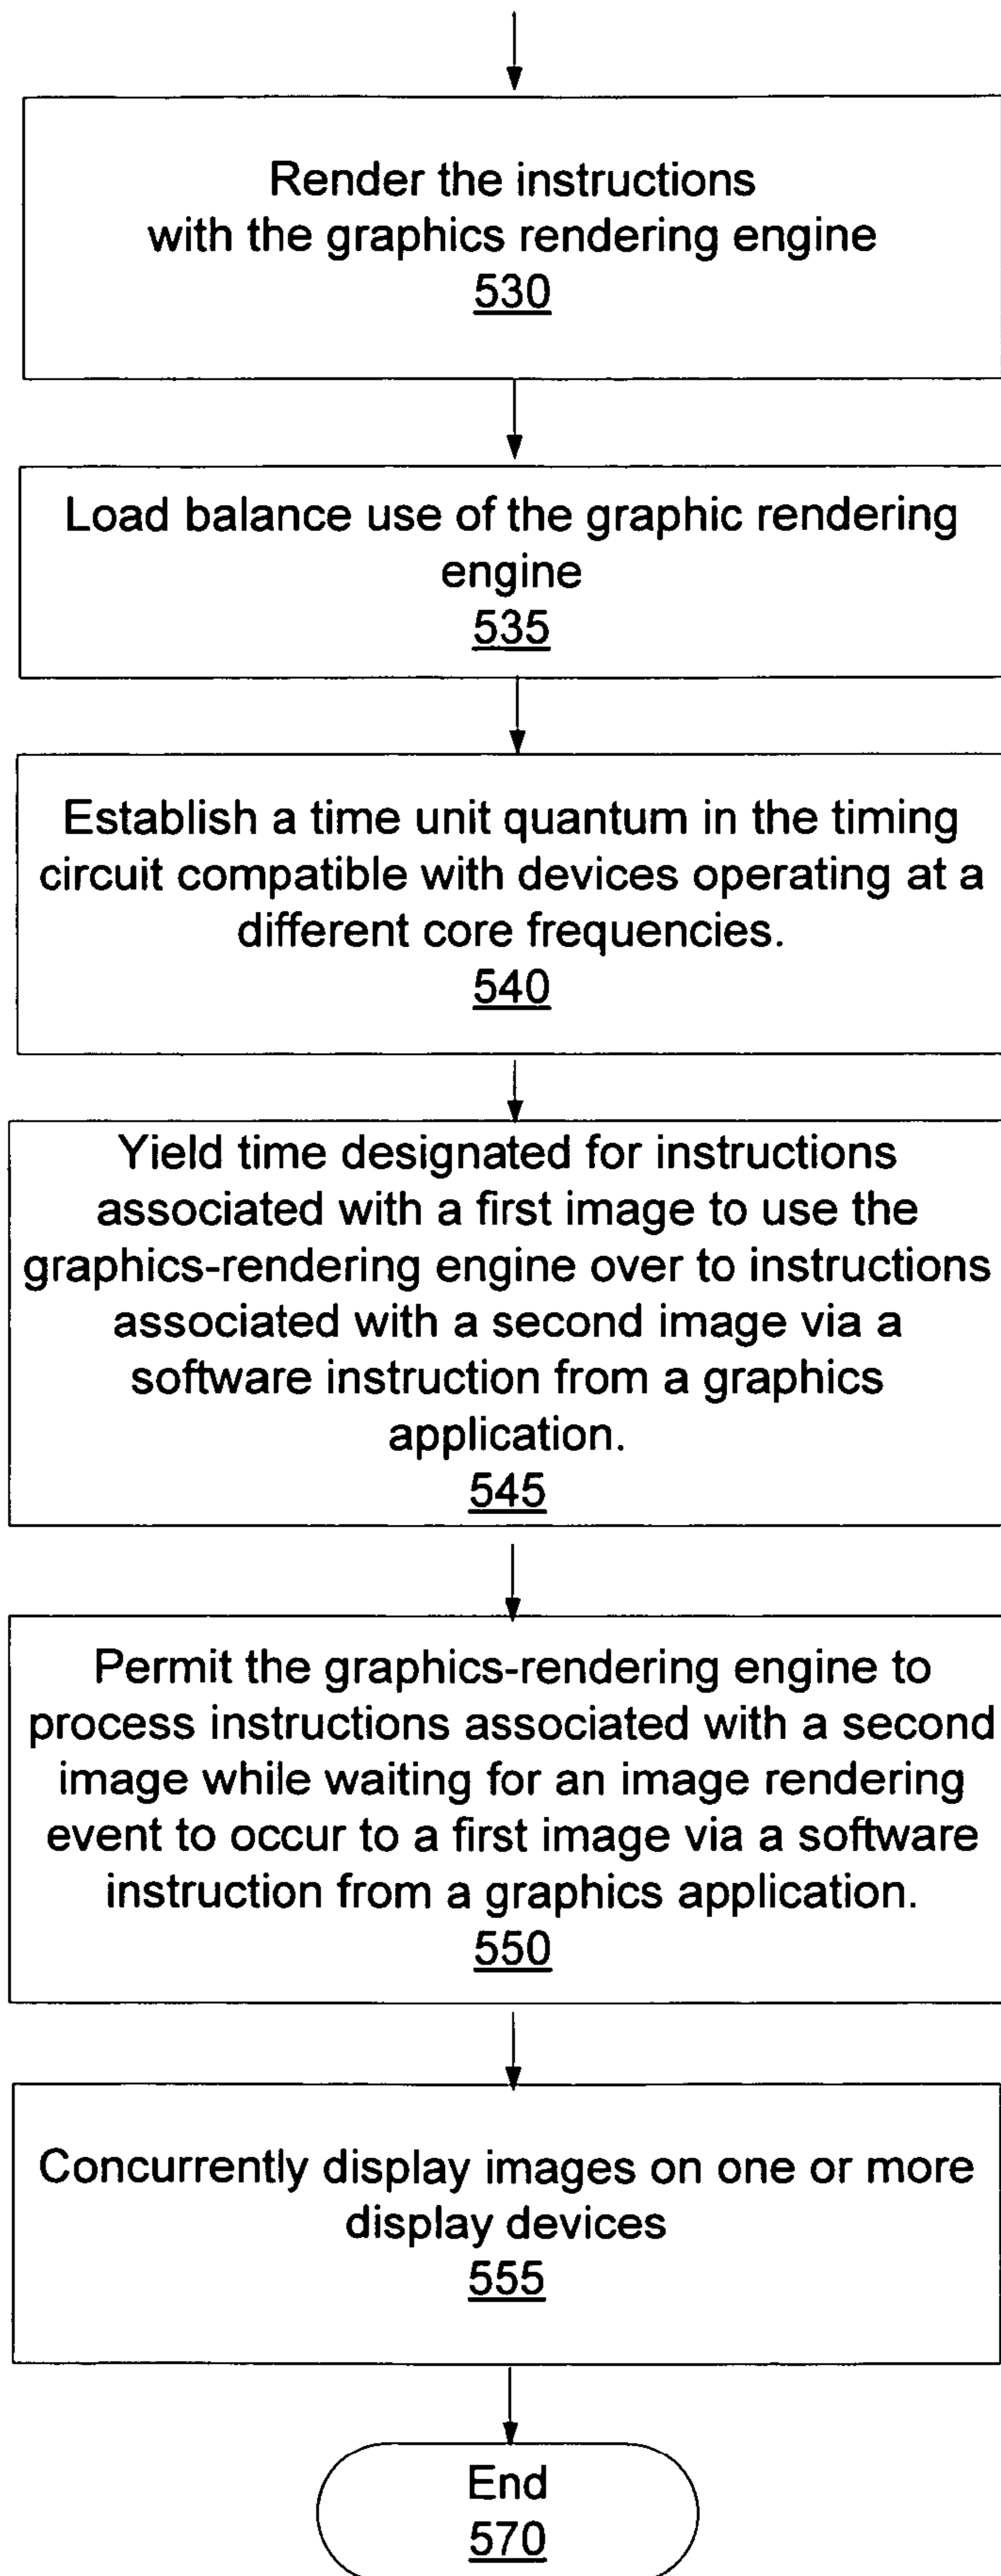 Render the instructions
with the graphics rendering engine
530
Load balance use of the graphic rendering
engine
535
Establish a time unit quantum in the timing
circuit compatible with devices operating at a
different core frequencies.
540
Yield time designated for instructions
associated with a first image to use the
graphics-rendering engine over to instructions
associated with a second image via a
software instruction from a graphics
application.
545
Permit the graphics-rendering engine to
process instructions associated with a second
image while waiting for an image rendering
event to occur to a first image via a software
instruction from a graphics application.
550
Concurrently display images on one or more
display devices
555
End
570